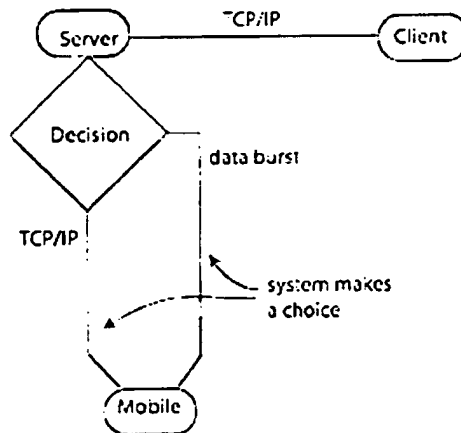 TCP/IP
Server
Client
Decision
data burst
TCP/IP
system makes
a choice
Mobile